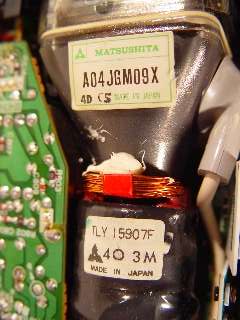 MATSUSHITA
A04JGM09X
4D C5 MADE IN JAPAN
TLY 15907F
40 3M
MADE IN JAPAN